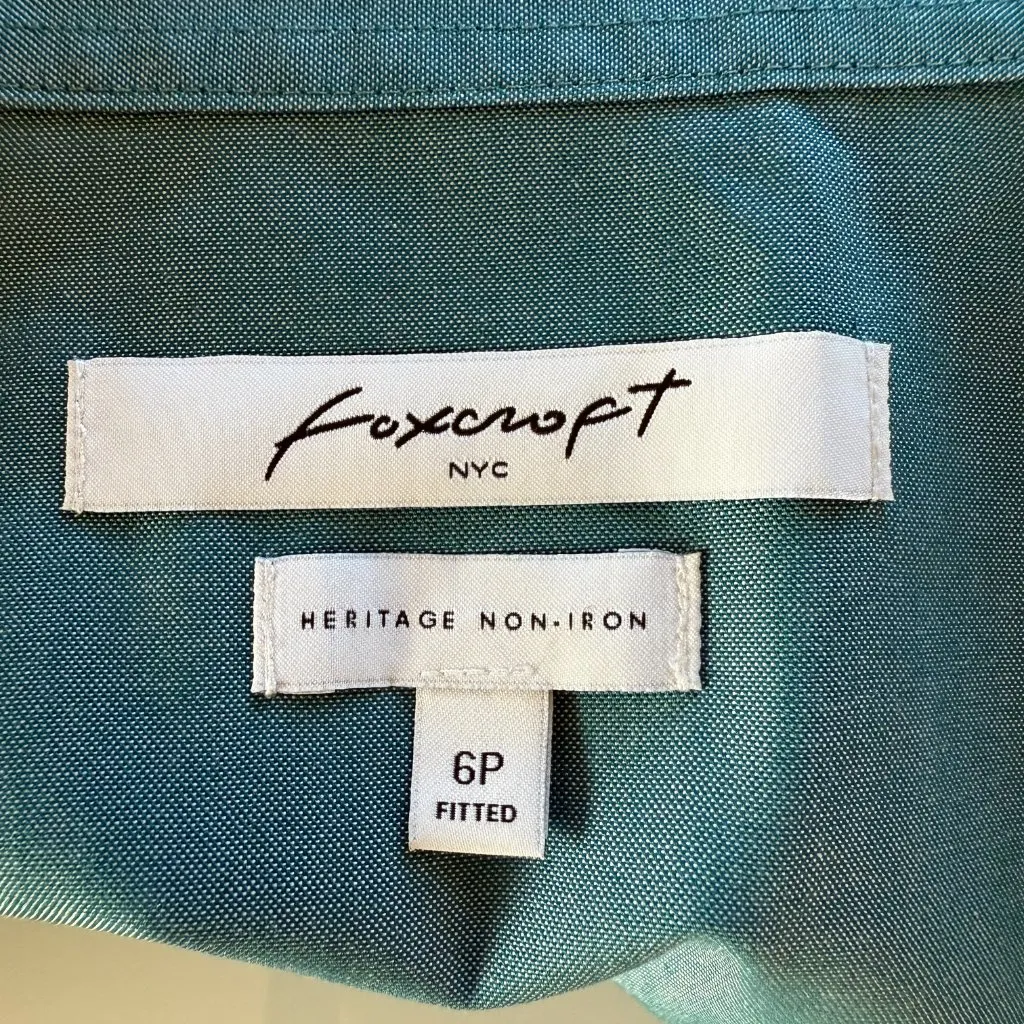 Foxcroft
NYC
HERITAGE NON-IRON
6P
FITTED